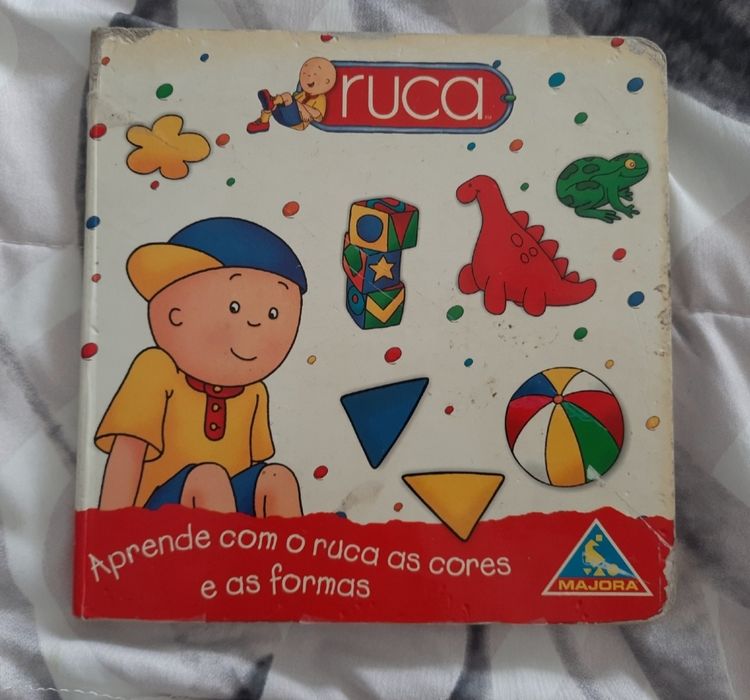 ruca
Aprende com o ruca as cores
e as formas
MAJORA